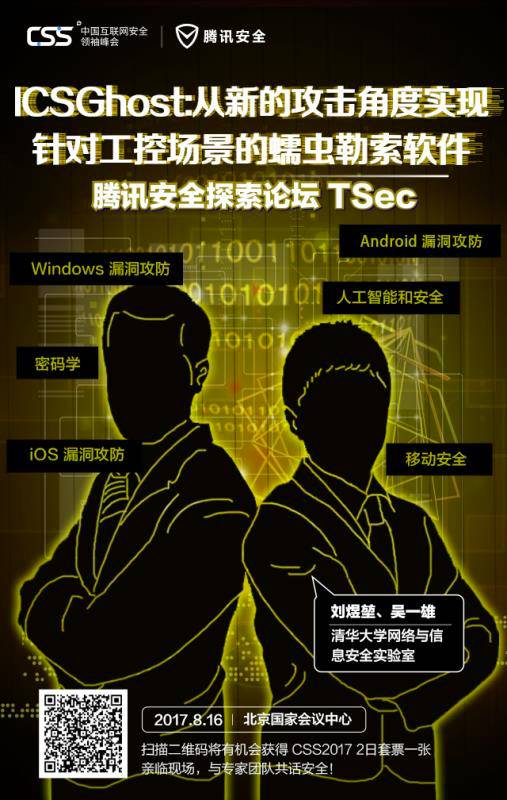 CSS 中国互联网安全
领袖峰会
腾讯安全
ICSGhost:从新的攻击角度实现
针对工控场景的蠕虫勒索软件
腾讯安全探索论坛 TSec
Android 漏洞攻防
Windows 漏洞攻防
人工智能和安全
密码学
iOS 漏洞攻防
移动安全
刘煜堃、吴一雄
清华大学网络与信
息安全实验室
2017.8.16 | 北京国家会议中心
扫描二维码将有机会获得 CSS2017 2日套票一张
亲临现场，与专家团队共话安全！